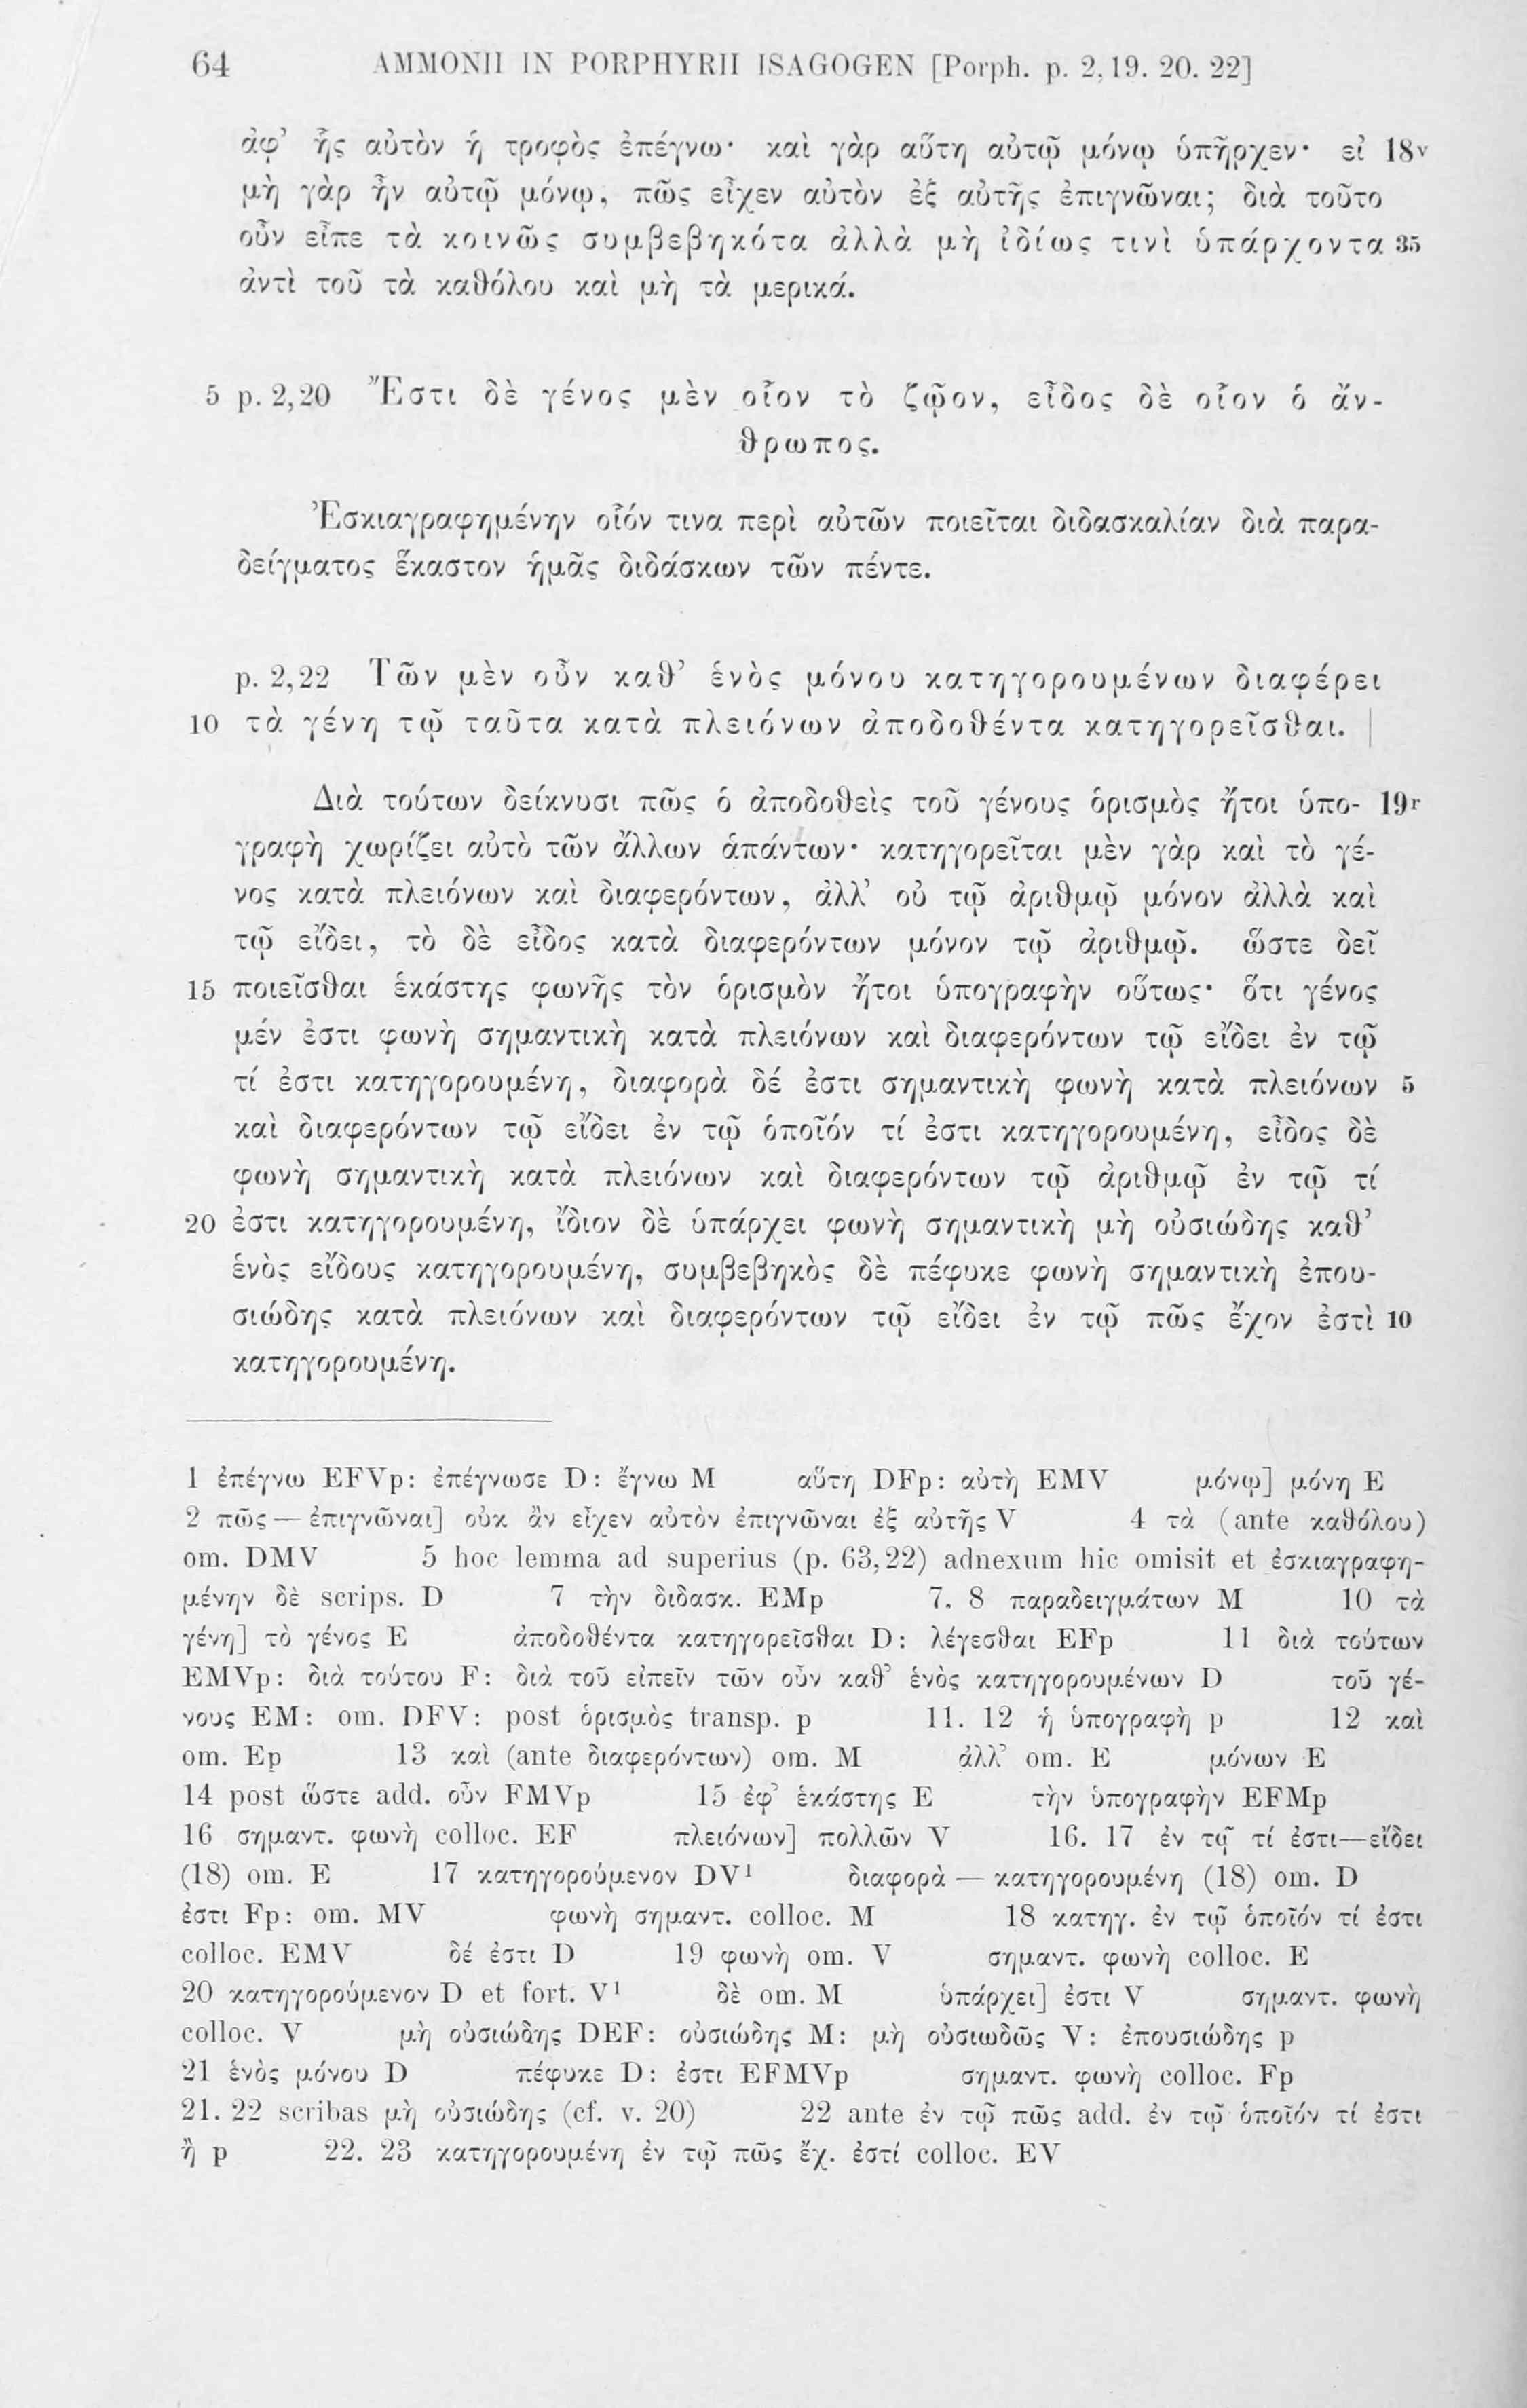 64 AMMONII IN PORPHYRII ISAGOGEN [Porph. p. 2,19. 20. 22]
ἀφ’ ἧς αὐτὸν ἡ τροφὸς ἐπέγνω· καὶ γὰρ αὕτη αὐτῷ μόνῳ ὑπῆρχεν· εἰ 18v
μὴ γὰρ ἦν αὐτῷ μόνῳ, πῶς εἶχεν αὐτὸν ἐξ αὐτῆς ἐπιγνῶναι; διὰ τοῦτο
οὖν εἶπε τὰ κοινῶς συμβεβηκότα ἀλλὰ μὴ ἰδίως τινὶ ὑπάρχοντα 35
ἀντὶ τοῦ τὰ καθόλου καὶ μὴ τὰ μερικά.
5 p. 2,20 Ἔστι δὲ γένος μὲν οἷον τὸ ζῷον, εἶδος δὲ οἷον ὁ ἄν-
θρωπος.
Ἐσκιαγραφημένην οἷόν τινα περὶ αὐτῶν ποιεῖται διδασκαλίαν διὰ παρα-
δείγματος ἕκαστον ἡμᾶς διδάσκων τῶν πέντε.
p. 2,22 Τῶν μὲν οὖν καθ’ ἑνὸς μόνου κατηγορουμένων διαφέρει
10 τὰ γένη τῷ ταῦτα κατὰ πλειόνων ἀποδοθέντα κατηγορεῖσθαι. |
Διὰ τούτων δείκνυσι πῶς ὁ ἀποδοθεὶς τοῦ γένους ὁρισμὸς ἤτοι ὑπο- 19r
γραφὴ χωρίζει αὐτὸ τῶν ἄλλων ἁπάντων· κατηγορεῖται μὲν γὰρ καὶ τὸ γέ-
νος κατὰ πλειόνων καὶ διαφερόντων, ἀλλ’ οὐ τῷ ἀριθμῷ μόνον ἀλλὰ καὶ
τῷ εἴδει, τὸ δὲ εἶδος κατὰ διαφερόντων μόνον τῷ ἀριθμῷ. ὥστε δεῖ
15 ποιεῖσθαι ἑκάστης φωνῆς τὸν ὁρισμὸν ἤτοι ὑπογραφὴν οὕτως· ὅτι γένος
μέν ἐστι φωνὴ σημαντικὴ κατὰ πλειόνων καὶ διαφερόντων τῷ εἴδει ἐν τῷ
τί ἐστι κατηγορουμένη, διαφορὰ δέ ἐστι σημαντικὴ φωνὴ κατὰ πλειόνων 5
καὶ διαφερόντων τῷ εἴδει ἐν τῷ ὁποῖόν τί ἐστι κατηγορουμένη, εἶδος δὲ
φωνὴ σημαντικὴ κατὰ πλειόνων καὶ διαφερόντων τῷ ἀριθμῷ ἐν τῷ τί
20 ἐστι κατηγορουμένη, ἴδιον δὲ ὑπάρχει φωνὴ σημαντικὴ μὴ οὐσιώδης καθ’
ἑνὸς εἴδους κατηγορουμένη, συμβεβηκὸς δὲ πέφυκε φωνὴ σημαντικὴ ἐπου-
σιώδης κατὰ πλειόνων καὶ διαφερόντων τῷ εἴδει ἐν τῷ πῶς ἔχον ἐστὶ 10
κατηγορουμένη.
1 ἐπέγνω EFVp: ἐπέγνωσε D: ἔγνω M αὕτη DFp: αὐτὴ EMV μόνῳ] μόνη E
2 πῶς — ἐπιγνῶναι] οὐκ ἂν εἶχεν αὐτὸν ἐπιγνῶναι ἐξ αὐτῆς V 4 τὰ (ante καθόλου)
om. DMV 5 hoc lemma ad superius (p. 63,22) adnexum hic omisit et ἐσκιαγραφη-
μένην δὲ scrips. D 7 τὴν διδασκ. EMp 7. 8 παραδειγμάτων M 10 τὰ
γένη] τὸ γένος E ἀποδοθέντα κατηγορεῖσθαι D: λέγεσθαι EFp 11 διὰ τούτων
EMVp: διὰ τούτου F: διὰ τοῦ εἰπεῖν τῶν οὖν καθ’ ἑνὸς κατηγορουμένων D τοῦ γέ-
νους EM: om. DFV: post ὁρισμὸς transp. p 11. 12 ἡ ὑπογραφὴ p 12 καὶ
om. Ep 13 καὶ (ante διαφερόντων) om. M ἀλλ’ om. E μόνων E
14 post ὥστε add. οὖν FMVp 15 ἐφ’ ἑκάστης E τὴν ὑπογραφὴν EFMp
16 σημαντ. φωνὴ colloc. EF πλειόνων] πολλῶν V 16. 17 ἐν τῷ τί ἐστι—εἴδει
(18) om. E 17 κατηγορούμενον DV¹ διαφορὰ — κατηγορουμένη (18) om. D
ἐστι Fp: om. MV φωνὴ σημαντ. colloc. M 18 κατηγ. ἐν τῷ ὁποῖόν τί ἐστι
colloc. EMV δέ ἐστι D 19 φωνὴ om. V σημαντ. φωνὴ colloc. E
20 κατηγορούμενον D et fort. V¹ δὲ om. M ὑπάρχει] ἐστι V σημαντ. φωνὴ
colloc. V μὴ οὐσιώδης DEF: οὐσιώδης M: μὴ οὐσιωδῶς V: ἐπουσιώδης p
21 ἑνὸς μόνου D πέφυκε D: ἐστι EFMVp σημαντ. φωνὴ colloc. Fp
21. 22 scribas μὴ οὐσιώδης (cf. v. 20) 22 ante ἐν τῷ πῶς add. ἐν τῷ ὁποῖόν τί ἐστι
ἢ p 22. 23 κατηγορουμένη ἐν τῷ πῶς ἔχ. ἐστί colloc. EV